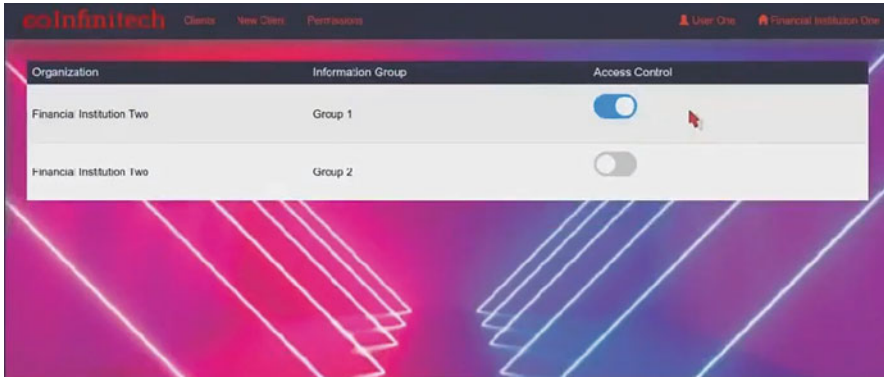 coInfinitech Clients New Client Permissions User One Financial Institution One
Organization Information Group Access Control
Financial Institution Two Group 1
Financial Institution Two Group 2